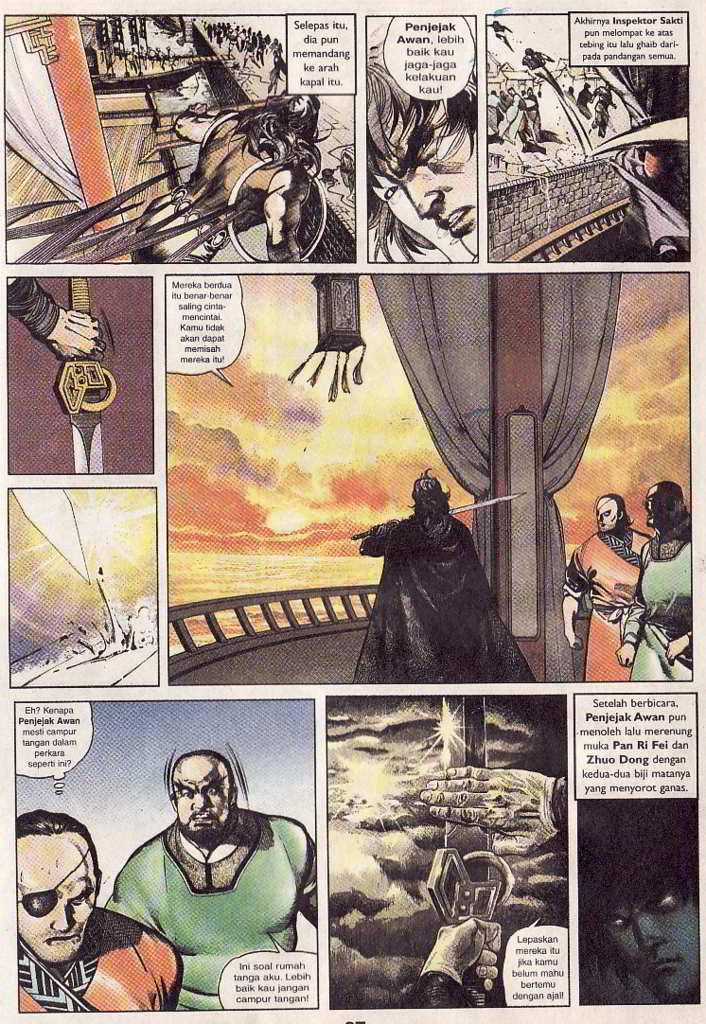 Selepas itu,
dia pun
memandang
ke arah
kapal itu.
Penjejak
Awan, lebih
baik kau
jaga-jaga
kelakuan
kau!
Akhirnya Inspektor Sakti
pun melompat ke atas
tebing itu lalu ghaib dari-
pada pandangan semua.
Mereka berdua
itu benar-benar
saling cinta-
mencintai.
Kamu tidak
akan dapat
memisah
mereka itu!
Eh? Kenapa
Penjejak Awan
mesti campur
tangan dalam
perkara
seperti ini?
Ini soal rumah
tanga aku. Lebih
baik kau jangan
campur tangan!
Lepaskan
mereka itu
jika kamu
belum mahu
bertemu
dengan ajal!
Setelah berbicara,
Penjejak Awan pun
menoleh lalu merenung
muka Pan Ri Fei dan
Zhuo Dong dengan
kedua-dua biji matanya
yang menyorot ganas.